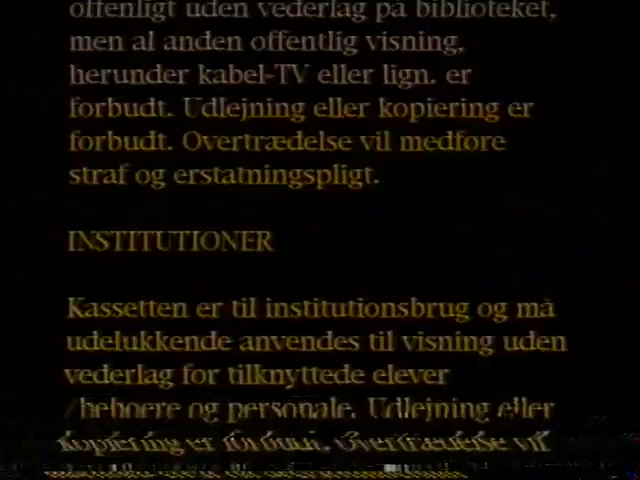 offenligt uden vederlag på biblioteket,
men al anden offentlig visning,
herunder kabel-TV eller lign. er
forbudt. Udlejning eller kopiering er
forbudt. Overtrædelse vil medføre
straf og erstatningspligt.
INSTITUTIONER
Kassetten er til institutionsbrug og må
udelukkende anvendes til visning uden
vederlag for tilknyttede elever
/beboere og personale. Udlejning eller
kopiering er forbudt. Overtrædelse vil